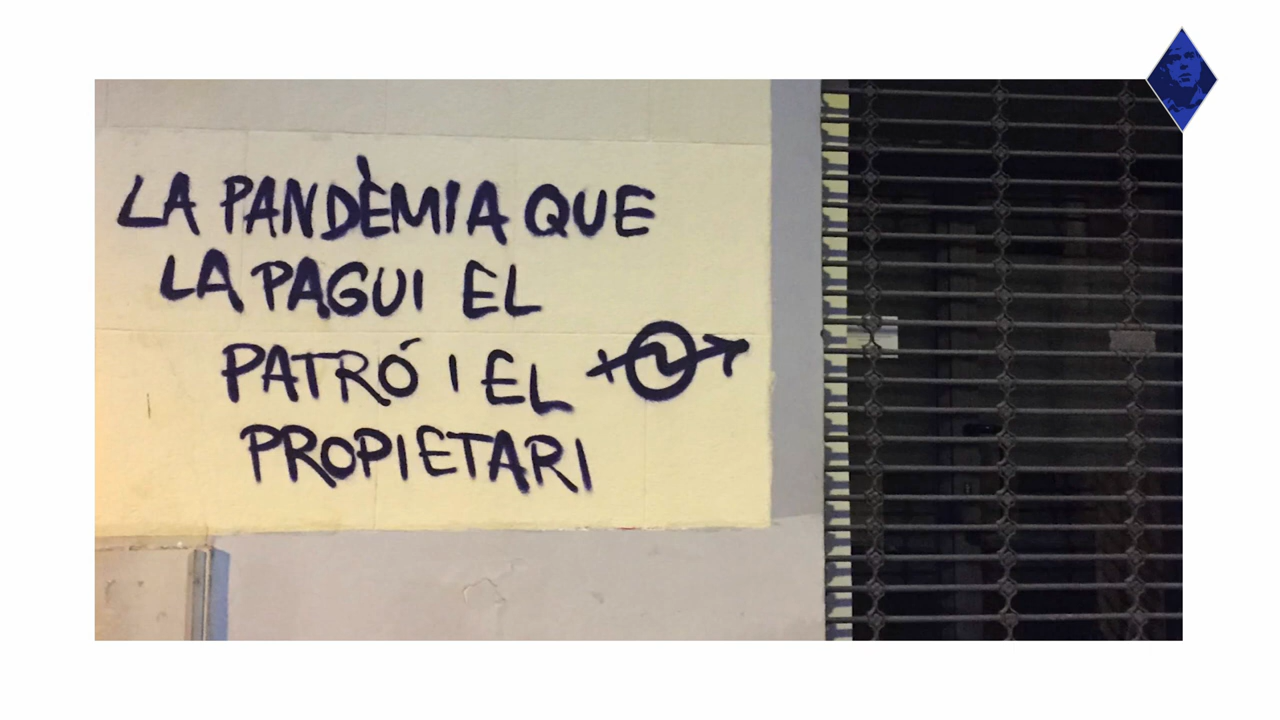 LA PANDÈMIA QUE
LA PAGUI EL
PATRÓ I EL
PROPIETARI